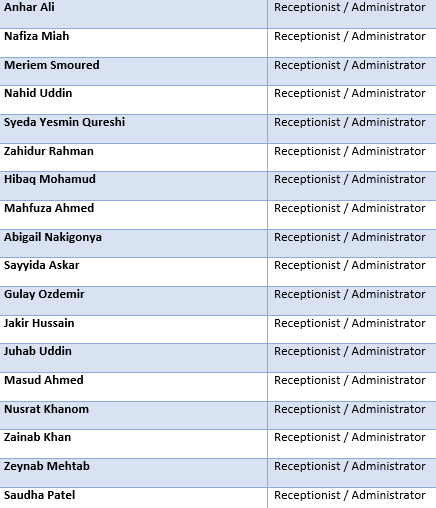 Anhar Ali Receptionist / Administrator
Nafiza Miah Receptionist / Administrator
Meriem Smoured Receptionist / Administrator
Nahid Uddin Receptionist / Administrator
Syeda Yesmin Qureshi Receptionist / Administrator
Zahidur Rahman Receptionist / Administrator
Hibaq Mohamud Receptionist / Administrator
Mahfuza Ahmed Receptionist / Administrator
Abigail Nakigonya Receptionist / Administrator
Sayyida Askar Receptionist / Administrator
Gulay Ozdemir Receptionist / Administrator
Jakir Hussain Receptionist / Administrator
Juhab Uddin Receptionist / Administrator
Masud Ahmed Receptionist / Administrator
Nusrat Khanom Receptionist / Administrator
Zainab Khan Receptionist / Administrator
Zeynab Mehtab Receptionist / Administrator
Saudha Patel Receptionist / Administrator